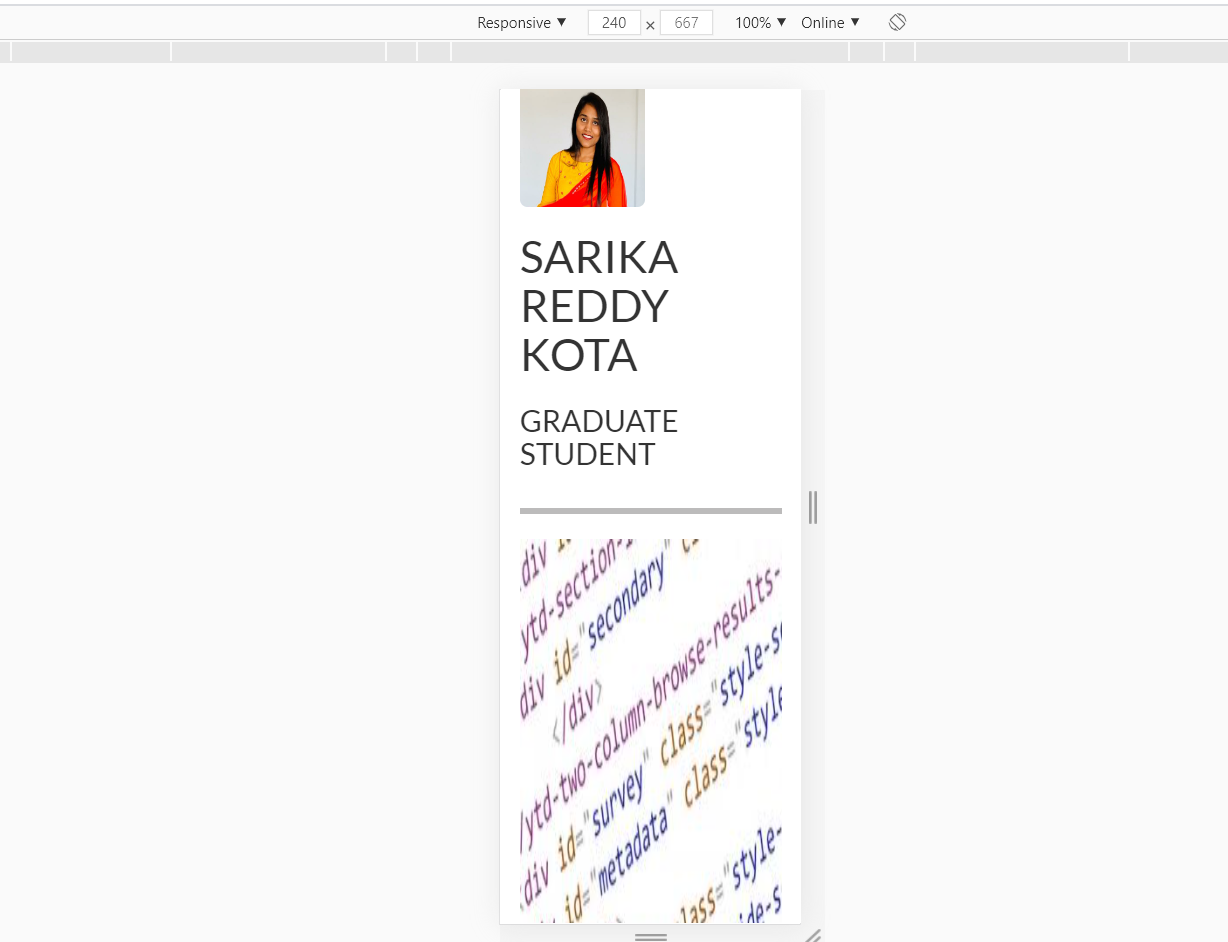 Responsive ▼ 240 × 667 100% ▼ Online ▼
SARIKA
REDDY
KOTA
GRADUATE
STUDENT
div
ytd-section-
div id="secondary"
</div>
/ytd-two-column-browse-results-
div id="survey" class="style-s
div id="metadata" class="style
lass="style-
ide-s